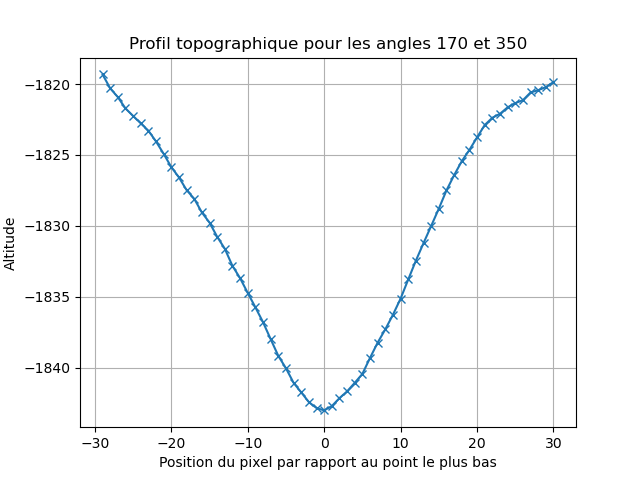 Profil topographique pour les angles 170 et 350
−1820
−1825
−1830
−1835
−1840
Altitude
−30 −20 −10 0 10 20 30
Position du pixel par rapport au point le plus bas